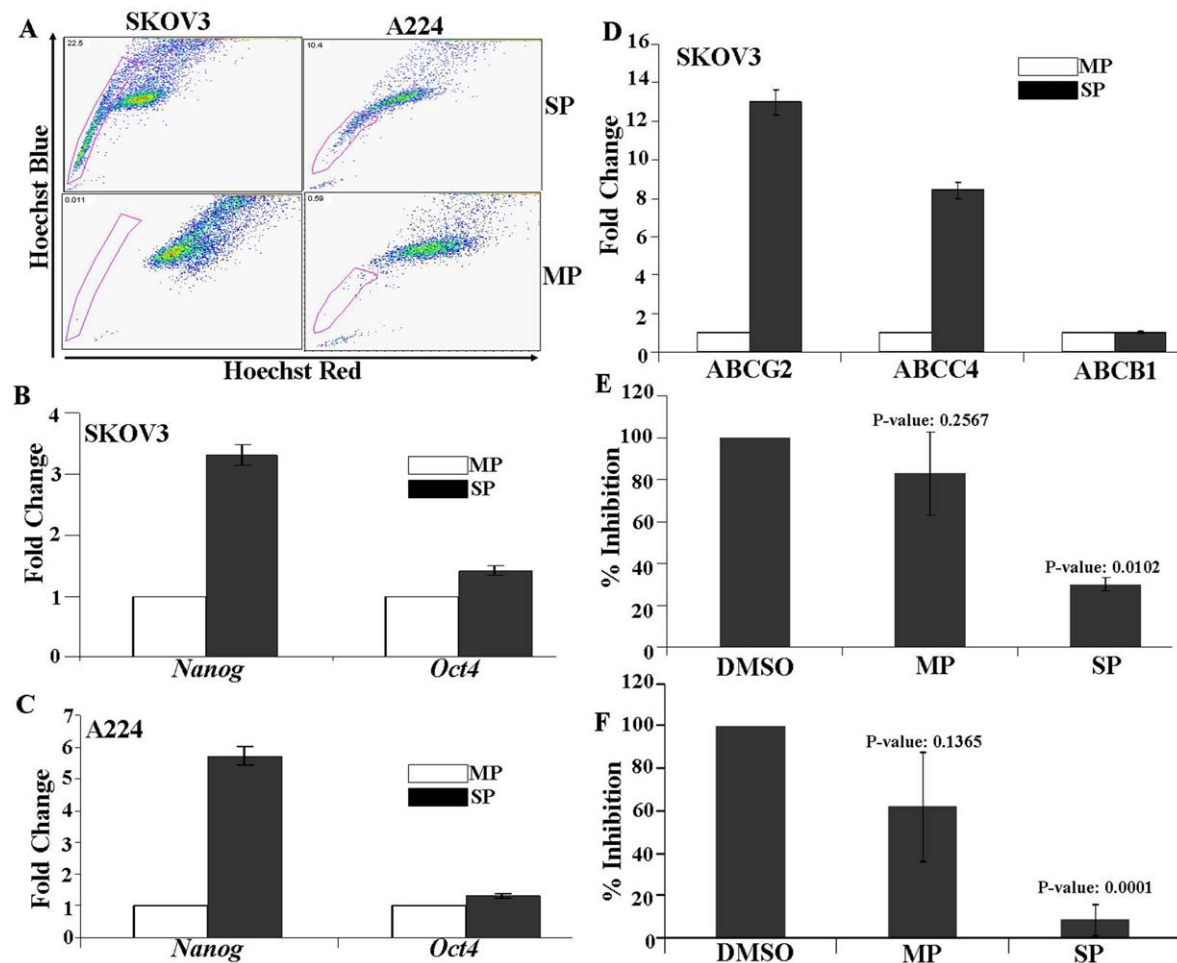 A
SKOV3
A224
22.5
10.4
SP
0.011
0.59
MP
Hoechst Blue
Hoechst Red
B
SKOV3
4
3
2
1
0
Fold Change
MP
SP
Nanog
Oct4
C
A224
7
6
5
4
3
2
1
0
Fold Change
MP
SP
Nanog
Oct4
D
SKOV3
16
14
12
10
8
6
4
2
0
Fold Change
MP
SP
ABCG2
ABCC4
ABCB1
E
120
100
80
60
40
20
0
% Inhibition
P-value: 0.2567
P-value: 0.0102
DMSO
MP
SP
F
120
100
80
60
40
20
0
% Inhibition
P-value: 0.1365
P-value: 0.0001
DMSO
MP
SP